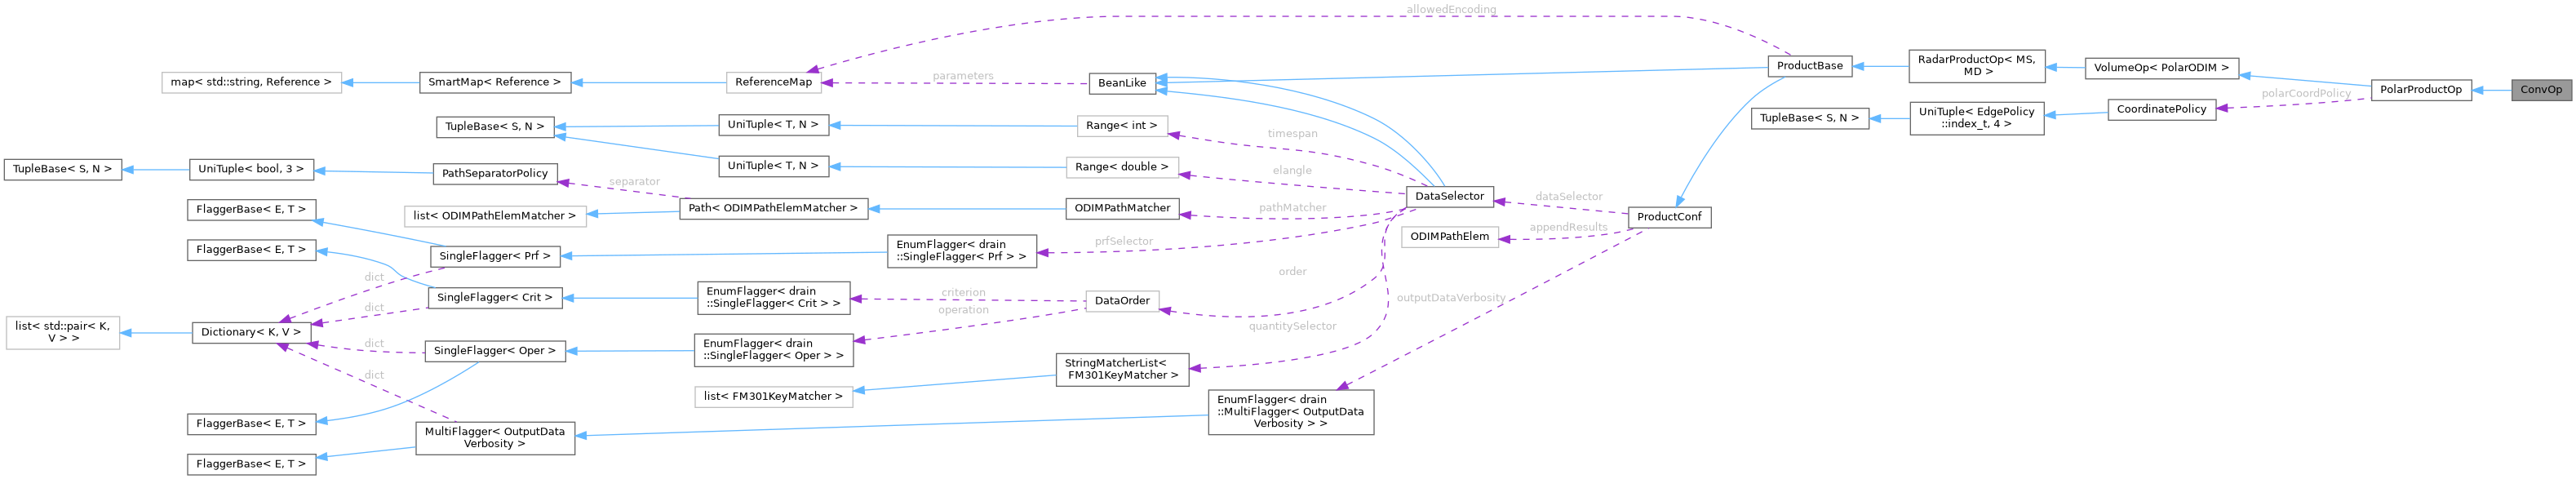 allowedEncoding
ProductBase
RadarProductOp< MS,
MD >
VolumeOp< PolarODIM >
map< std::string, Reference >
SmartMap< Reference >
ReferenceMap
parameters
BeanLike
PolarProductOp
ConvOp
polarCoordPolicy
CoordinatePolicy
UniTuple< EdgePolicy
::index_t, 4 >
TupleBase< S, N >
TupleBase< S, N >
UniTuple< T, N >
Range< int >
timespan
UniTuple< T, N >
Range< double >
elangle
TupleBase< S, N >
UniTuple< bool, 3 >
PathSeparatorPolicy
separator
DataSelector
dataSelector
FlaggerBase< E, T >
list< ODIMPathElemMatcher >
Path< ODIMPathElemMatcher >
ODIMPathMatcher
pathMatcher
ProductConf
appendResults
ODIMPathElem
FlaggerBase< E, T >
SingleFlagger< Prf >
EnumFlagger< drain
::SingleFlagger< Prf > >
prfSelector
dict
order
SingleFlagger< Crit >
EnumFlagger< drain
::SingleFlagger< Crit > >
criterion
DataOrder
operation
outputDataVerbosity
dict
list< std::pair< K,
V > >
Dictionary< K, V >
quantitySelector
dict
SingleFlagger< Oper >
EnumFlagger< drain
::SingleFlagger< Oper > >
dict
StringMatcherList<
FM301KeyMatcher >
list< FM301KeyMatcher >
EnumFlagger< drain
::MultiFlagger< OutputData
Verbosity > >
FlaggerBase< E, T >
MultiFlagger< OutputData
Verbosity >
FlaggerBase< E, T >